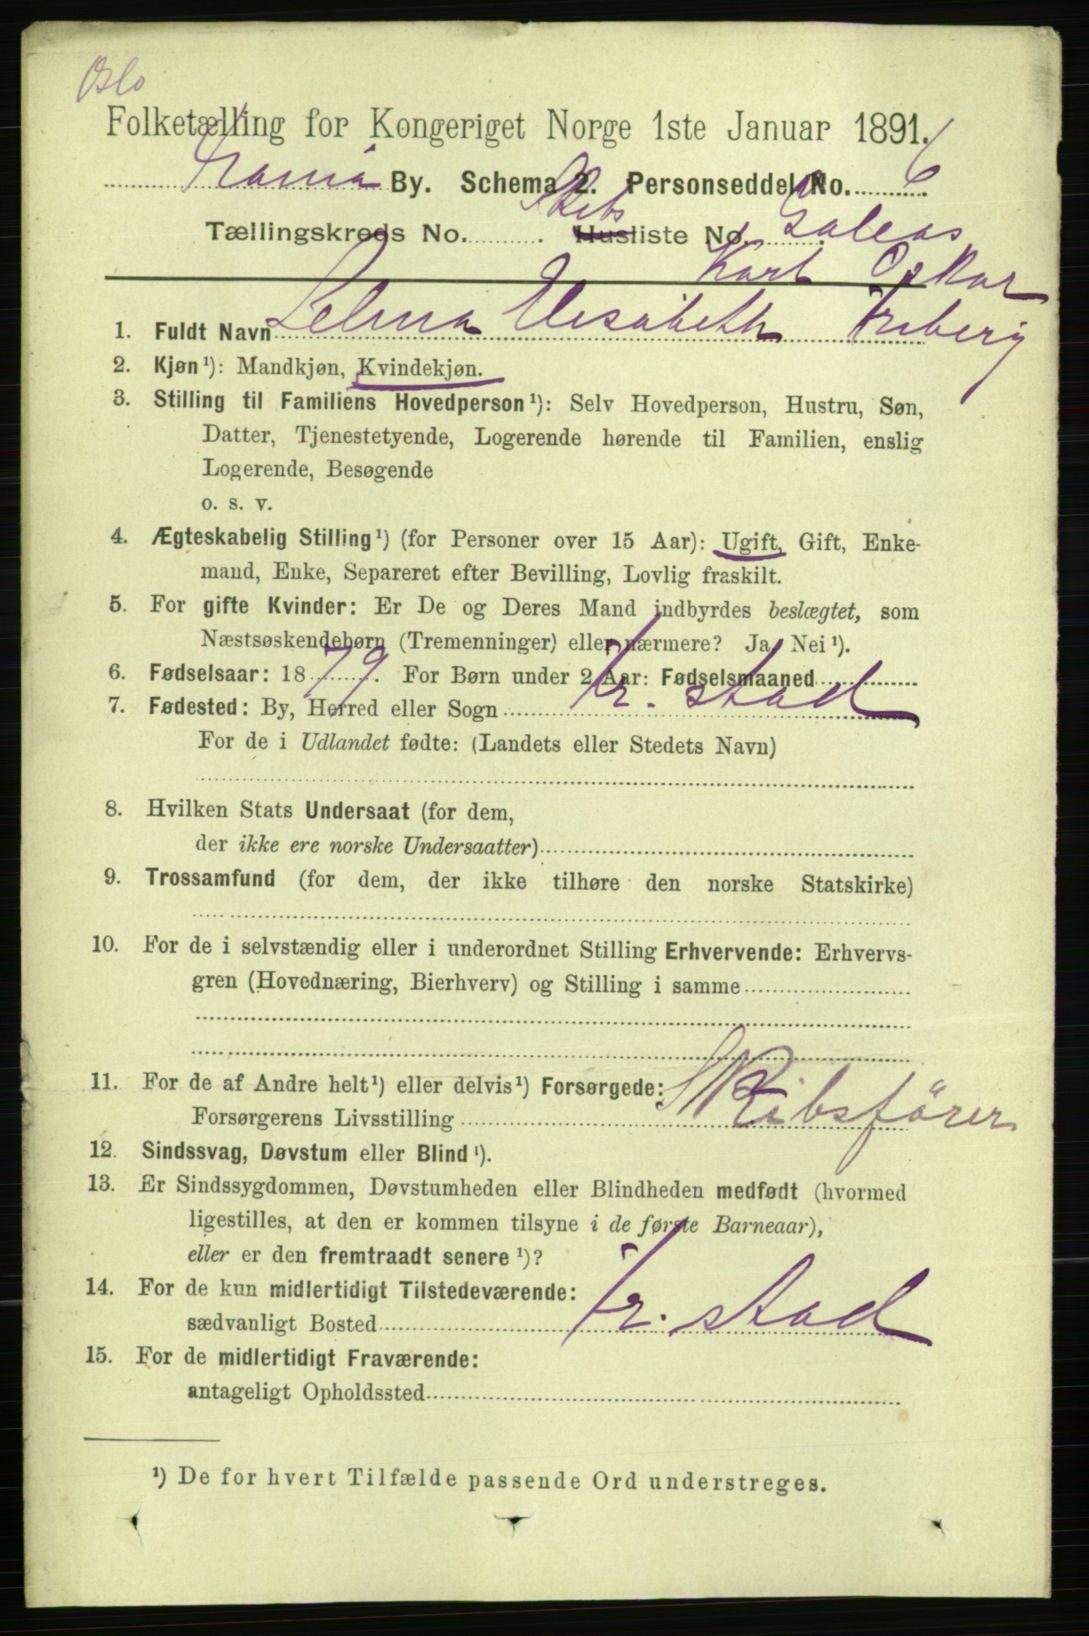 Oslo
Folketælling for Kongeriget Norge 1ste Januar 1891.
By. Schema 2. Personseddel No. 6
Tællingskreds No. . Skibs Husliste No. Galeas
Karl Oskar
1. Fuldt Navn Selma Elisabeth Friberg
2. Kjøn¹): Mandkjøn, Kvindekjøn.
3. Stilling til Familiens Hovedperson¹): Selv Hovedperson, Hustru, Søn,
Datter, Tjenestetyende, Logerende hørende til Familien, enslig
Logerende, Besøgende
o. s. v.
4. Ægteskabelig Stilling¹) (for Personer over 15 Aar): Ugift, Gift, Enke-
mand, Enke, Separeret efter Bevilling, Lovlig fraskilt.
5. For gifte Kvinder: Er De og Deres Mand indbyrdes beslægtet, som
Næstsøskendebørn (Tremenninger) eller nærmere? Ja, Nei¹).
6. Fødselsaar: 1879. For Børn under 2 Aar: Fødselsmaaned
7. Fødested: By, Herred eller Sogn Fr. stad
For de i Udlandet fødte: (Landets eller Stedets Navn)
8. Hvilken Stats Undersaat (for dem,
der ikke ere norske Undersaatter)
9. Trossamfund (for dem, der ikke tilhøre den norske Statskirke)
10. For de i selvstændig eller i underordnet Stilling Erhvervende: Erhvervs-
gren (Hovednæring, Bierhverv) og Stilling i samme
11. For de af Andre helt¹) eller delvis¹) Forsørgede:
Forsørgerens Livsstilling Skibsfører
12. Sindssvag, Døvstum eller Blind¹).
13. Er Sindssygdommen, Døvstumheden eller Blindheden medfødt (hvormed
ligestilles, at den er kommen tilsyne i de første Barneaar),
eller er den fremtraadt senere¹)?
14. For de kun midlertidigt Tilstedeværende:
sædvanligt Bosted Fr. stad
15. For de midlertidigt Fraværende:
antageligt Opholdssted
¹) De for hvert Tilfælde passende Ord understreges.